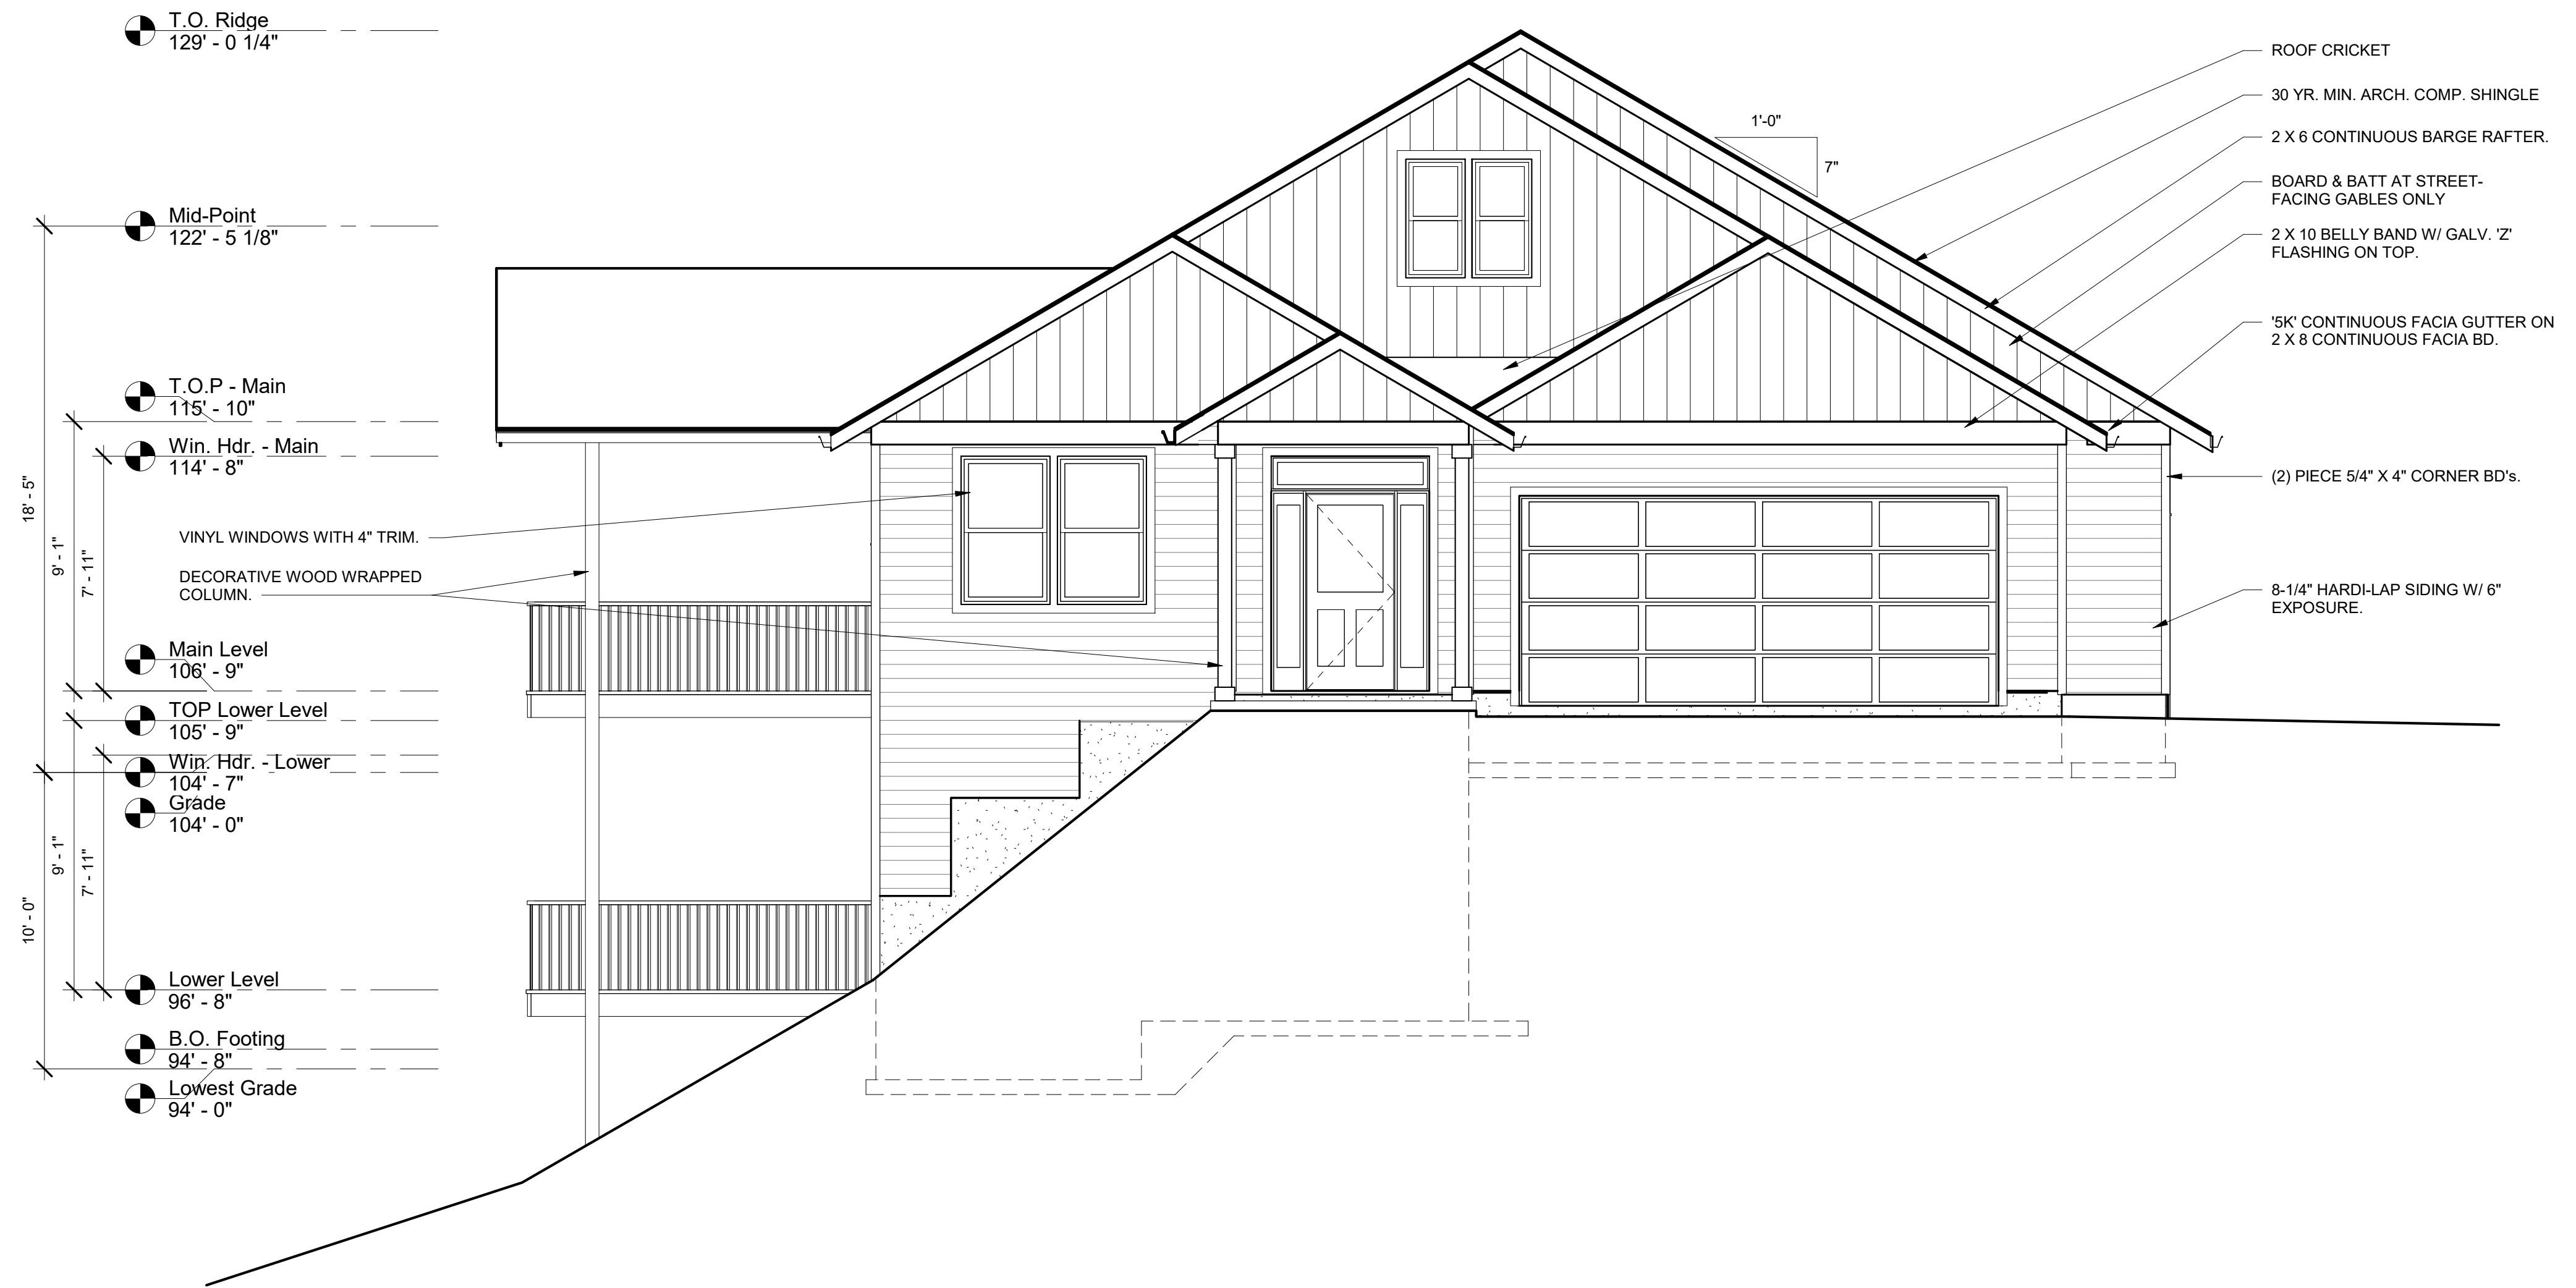 T.O. Ridge
129' - 0 1/4"
Mid-Point
122' - 5 1/8"
T.O.P - Main
115' - 10"
Win. Hdr. - Main
114' - 8"
Main Level
106' - 9"
TOP Lower Level
105' - 9"
Win. Hdr. - Lower
104' - 7"
Grade
104' - 0"
Lower Level
96' - 8"
B.O. Footing
94' - 8"
Lowest Grade
94' - 0"
18' - 5"
9' - 1"
7' - 11"
9' - 1"
7' - 11"
10' - 0"
VINYL WINDOWS WITH 4" TRIM.
DECORATIVE WOOD WRAPPED
COLUMN.
1'-0"
7"
ROOF CRICKET
30 YR. MIN. ARCH. COMP. SHINGLE
2 X 6 CONTINUOUS BARGE RAFTER.
BOARD & BATT AT STREET-
FACING GABLES ONLY
2 X 10 BELLY BAND W/ GALV. 'Z'
FLASHING ON TOP.
'5K' CONTINUOUS FACIA GUTTER ON
2 X 8 CONTINUOUS FACIA BD.
(2) PIECE 5/4" X 4" CORNER BD's.
8-1/4" HARDI-LAP SIDING W/ 6"
EXPOSURE.